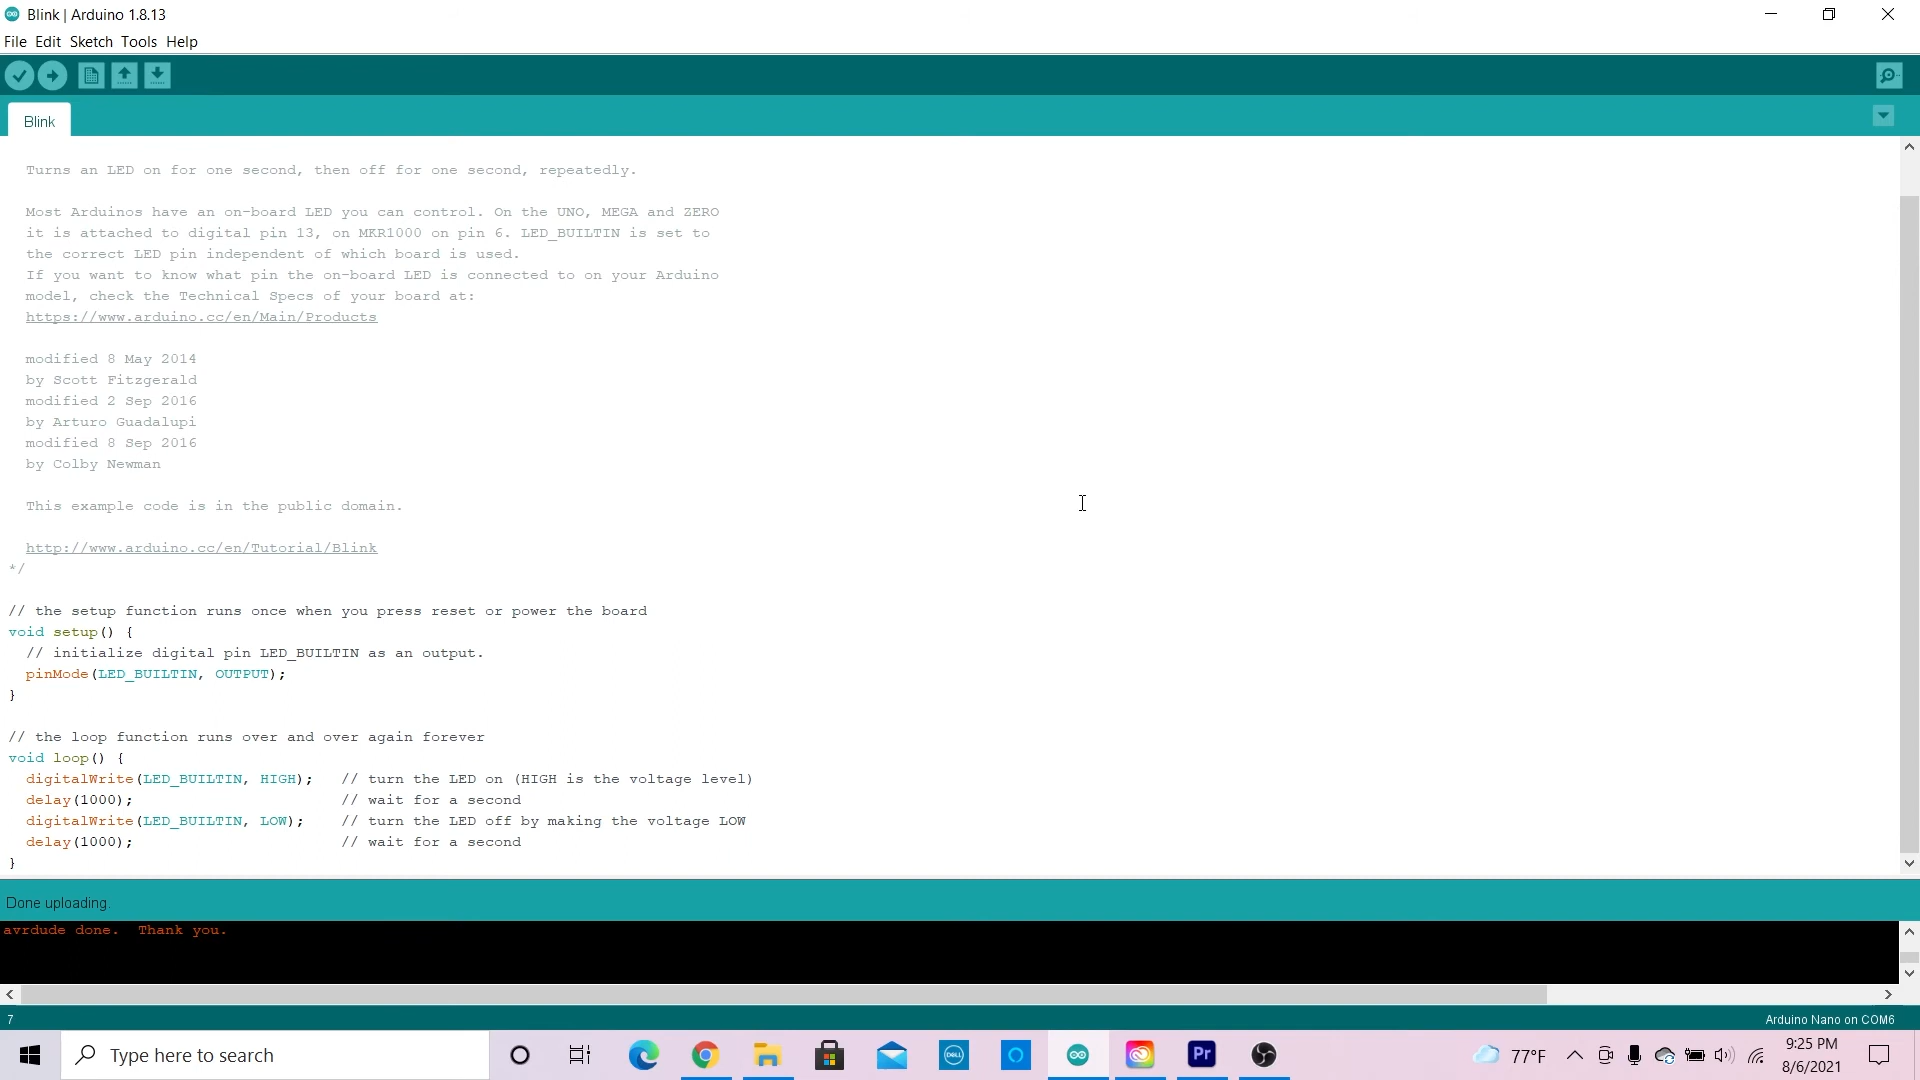 Blink | Arduino 1.8.13
File Edit Sketch Tools Help
Blink
Turns an LED on for one second, then off for one second, repeatedly.
Most Arduinos have an on-board LED you can control. On the UNO, MEGA and ZERO
it is attached to digital pin 13, on MKR1000 on pin 6. LED_BUILTIN is set to
the correct LED pin independent of which board is used.
If you want to know what pin the on-board LED is connected to on your Arduino
model, check the Technical Specs of your board at:
https://www.arduino.cc/en/Main/Products
modified 8 May 2014
by Scott Fitzgerald
modified 2 Sep 2016
by Arturo Guadalupi
modified 8 Sep 2016
by Colby Newman
This example code is in the public domain.
http://www.arduino.cc/en/Tutorial/Blink
*/
// the setup function runs once when you press reset or power the board
void setup() {
// initialize digital pin LED_BUILTIN as an output.
pinMode(LED_BUILTIN, OUTPUT);
}
// the loop function runs over and over again forever
void loop() {
digitalWrite(LED_BUILTIN, HIGH);   // turn the LED on (HIGH is the voltage level)
delay(1000);                       // wait for a second
digitalWrite(LED_BUILTIN, LOW);    // turn the LED off by making the voltage LOW
delay(1000);                       // wait for a second
}
Done uploading.
avrdude done.  Thank you.
7
Arduino Nano on COM6
Type here to search
DELL
Pr
77°F
9:25 PM
8/6/2021